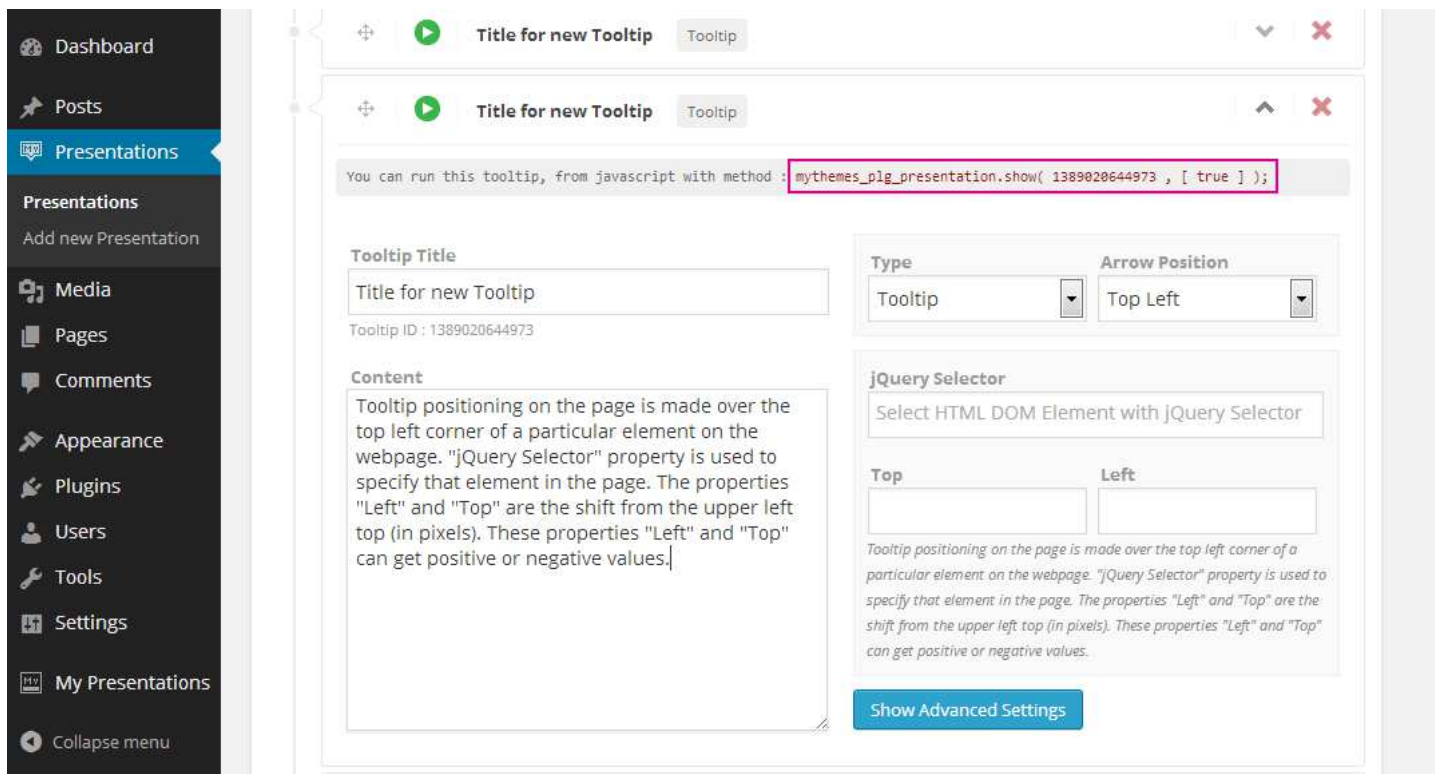 Dashboard
Posts
Presentations
Presentations
Add new Presentation
Media
Pages
Comments
Appearance
Plugins
Users
Tools
Settings
My Presentations
Collapse menu
Title for new Tooltip Tooltip
Title for new Tooltip Tooltip
You can run this tooltip, from javascript with method : mythemes_plg_presentation.show( 1389020644973 , [ true ] );
Tooltip Title
Title for new Tooltip
Tooltip ID : 1389020644973
Content
Tooltip positioning on the page is made over the
top left corner of a particular element on the
webpage. "jQuery Selector" property is used to
specify that element in the page. The properties
"Left" and "Top" are the shift from the upper left
top (in pixels). These properties "Left" and "Top"
can get positive or negative values.
Type Arrow Position
Tooltip Top Left
jQuery Selector
Select HTML DOM Element with jQuery Selector
Top Left
Tooltip positioning on the page is made over the top left corner of a
particular element on the webpage. "jQuery Selector" property is used to
specify that element in the page. The properties "Left" and "Top" are the
shift from the upper left top (in pixels). These properties "Left" and "Top"
can get positive or negative values.
Show Advanced Settings